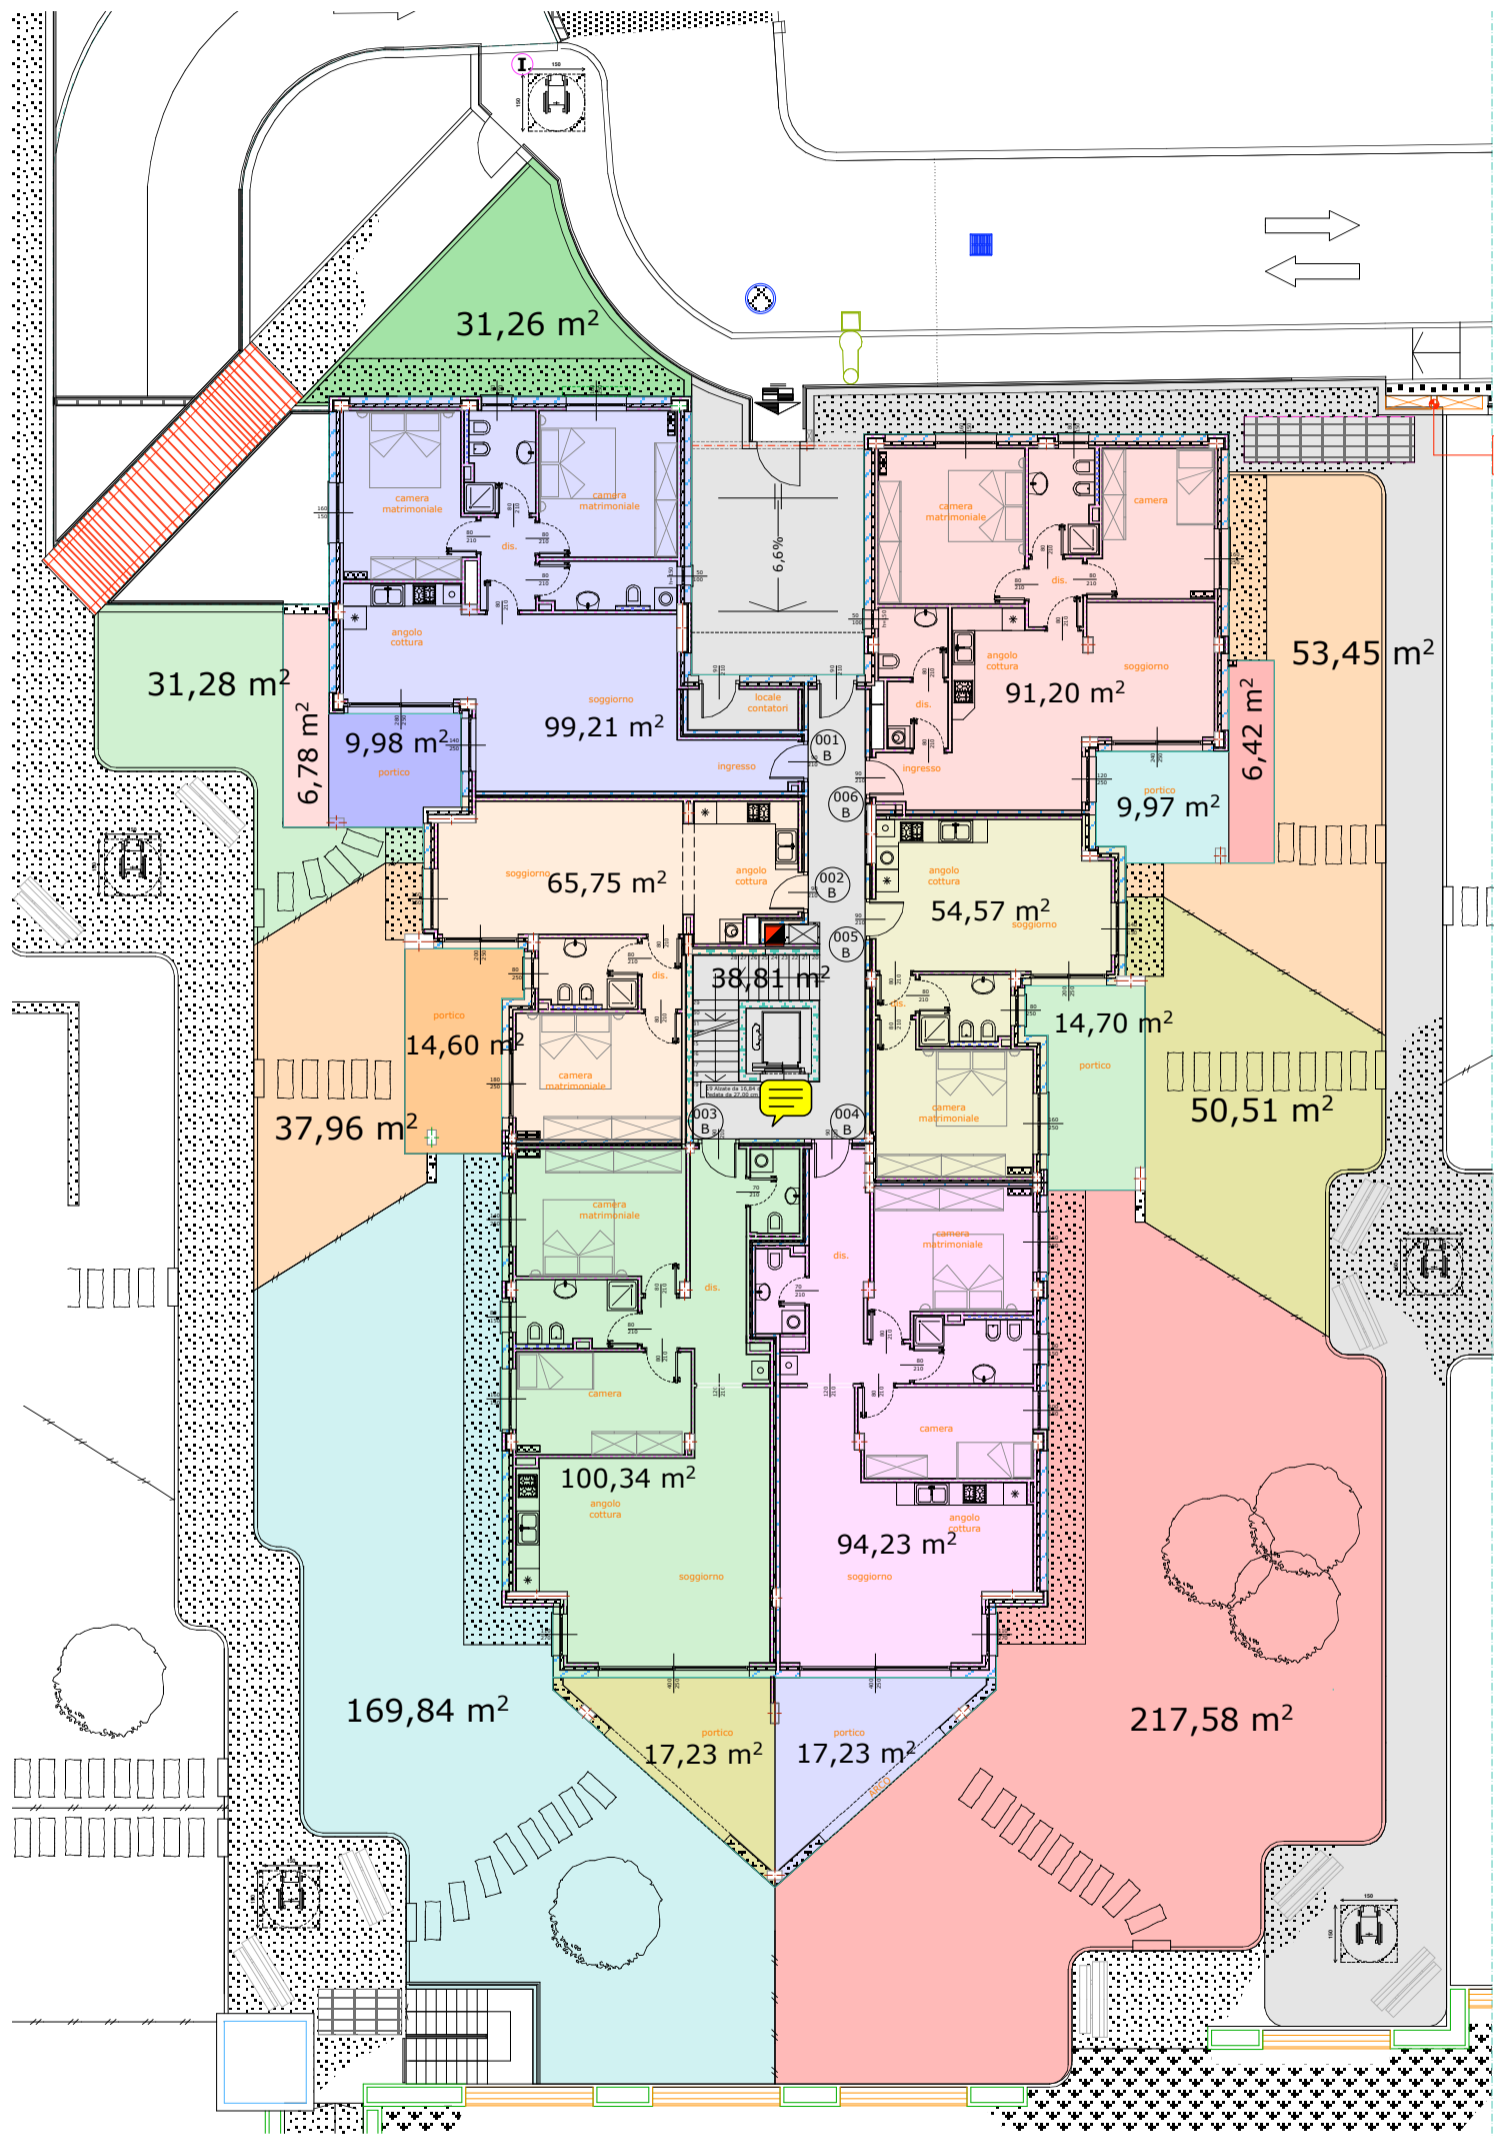 I
150
150
31,26 m²
camera
matrimoniale
camera
matrimoniale
dis.
6,6%
camera
matrimoniale
camera
dis.
angolo
cottura
soggiorno
99,21 m²
locale
contatori
ingresso
31,28 m²
6,78 m²
9,98 m²
portico
angolo
cottura
soggiorno
91,20 m²
dis.
ingresso
53,45 m²
6,42 m²
portico
9,97 m²
001
B
006
B
002
B
005
B
soggiorno
65,75 m²
angolo
cottura
angolo
cottura
54,57 m²
soggiorno
38,81 m²
dis.
dis.
portico
14,60 m²
camera
matrimoniale
37,96 m²
14,70 m²
portico
camera
matrimoniale
50,51 m²
003
B
004
B
camera
matrimoniale
dis.
dis.
camera
matrimoniale
camera
camera
100,34 m²
angolo
cottura
soggiorno
angolo
cottura
94,23 m²
soggiorno
169,84 m²
portico
17,23 m²
portico
17,23 m²
ARCO
217,58 m²
150
150